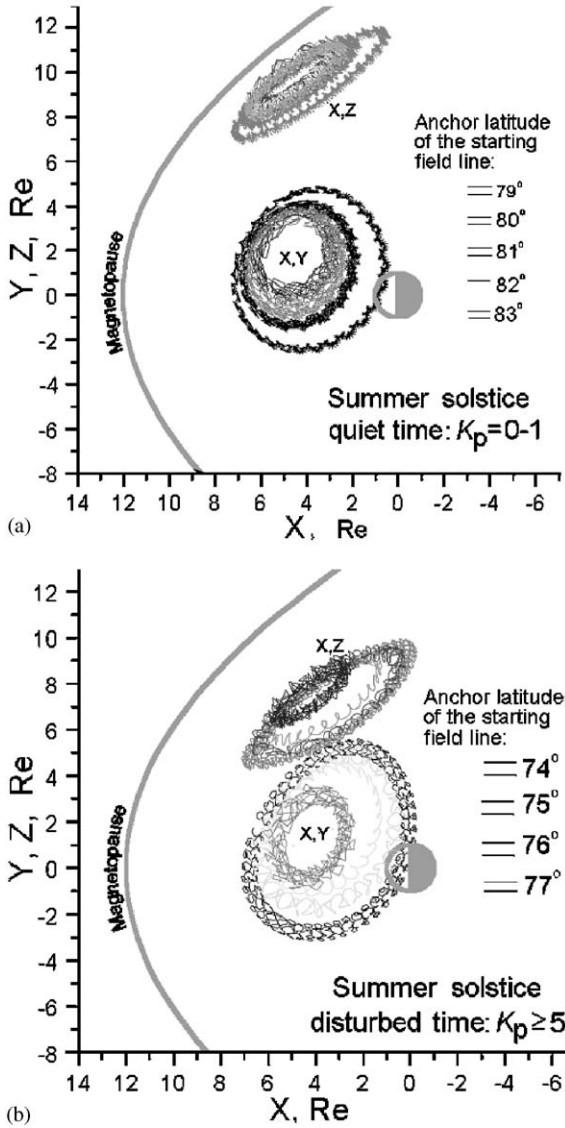 12
10
X,Z
Anchor latitude
of the starting
field line:
79°
80°
81°
82°
83°
8
6
4
2
0
-2
-4
-6
-8
Y, Z, Re
Magnetopause
X,Y
Summer solstice
quiet time: Kp=0-1
14 12 10 8 6 4 2 0 -2 -4 -6
(a)
X, Re
12
10
8
6
4
2
0
-2
-4
-6
-8
Y, Z, Re
Magnetopause
X,Z
Anchor latitude
of the starting
field line:
74°
75°
76°
77°
X,Y
Summer solstice
disturbed time: Kp≥5
14 12 10 8 6 4 2 0 -2 -4 -6
(b)
X, Re